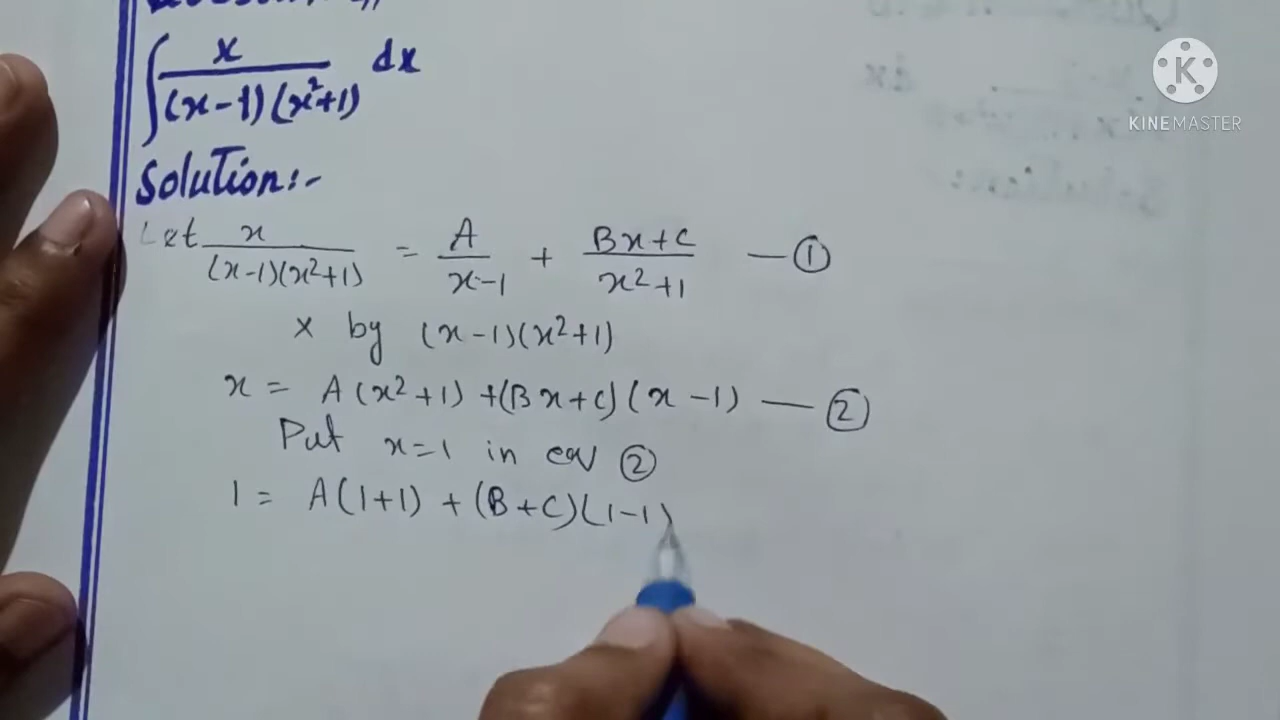 ∫ x / (x-1)(x²+1) dx
Solution:-
Let x / (x-1)(x²+1) = A / x-1 + Bx+C / x²+1 — ①
× by (x-1)(x²+1)
x = A(x²+1) + (Bx+C)(x-1) — ②
Put x=1 in eq ②
1 = A(1+1) + (B+C)(1-1)
KINEMASTER